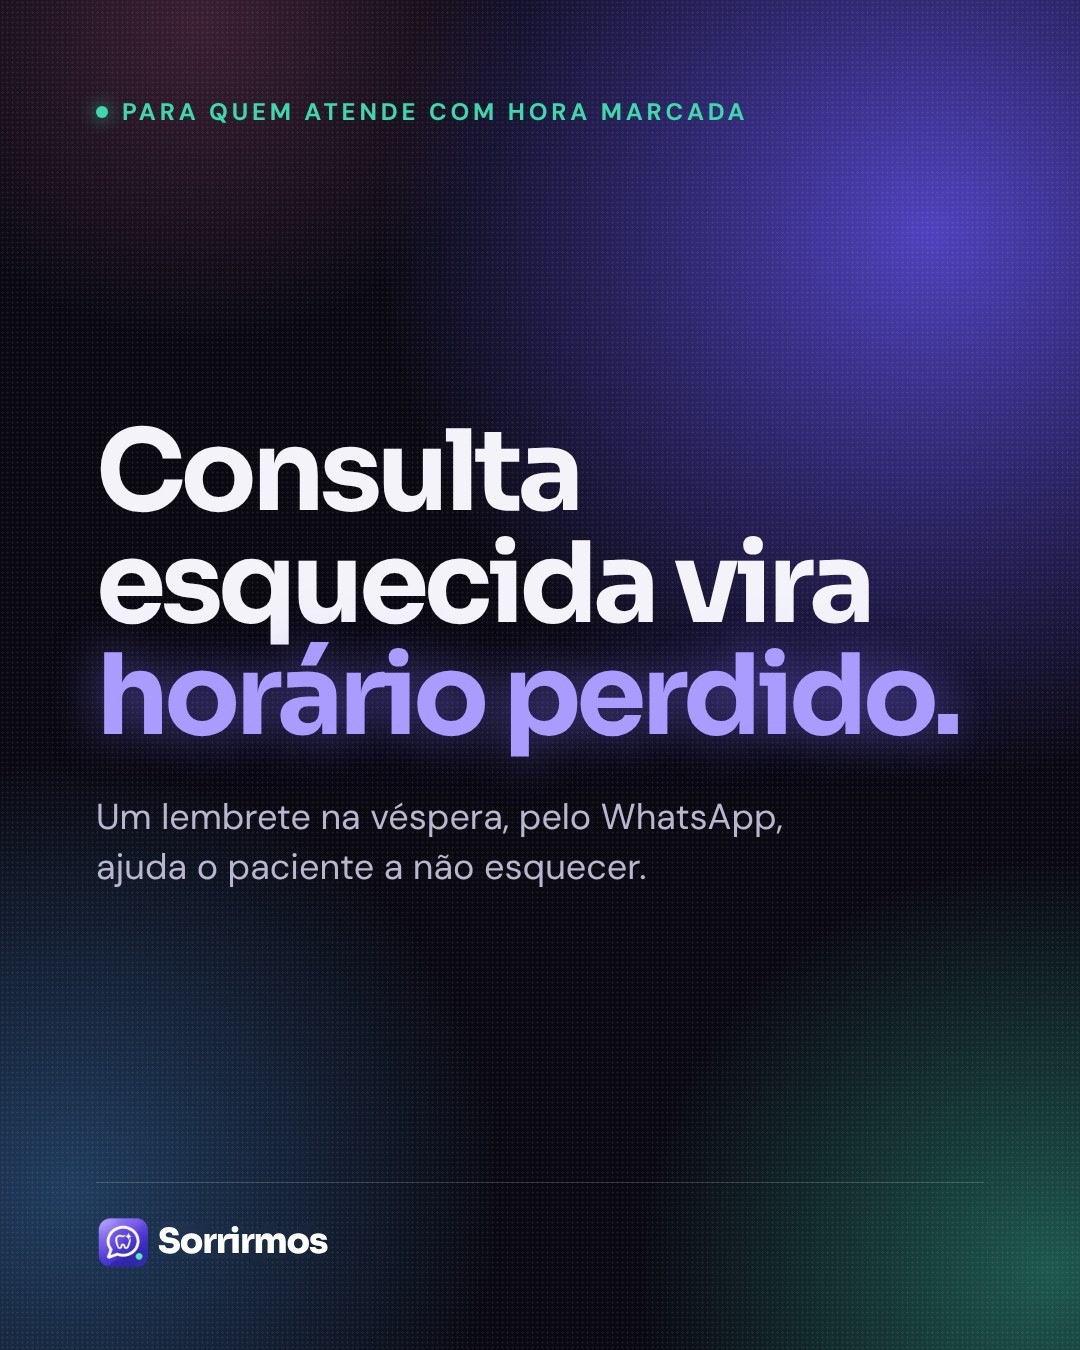 PARA QUEM ATENDE COM HORA MARCADA
Consulta
esquecida vira
horário perdido.
Um lembrete na véspera, pelo WhatsApp,
ajuda o paciente a não esquecer.
Sorrirmos